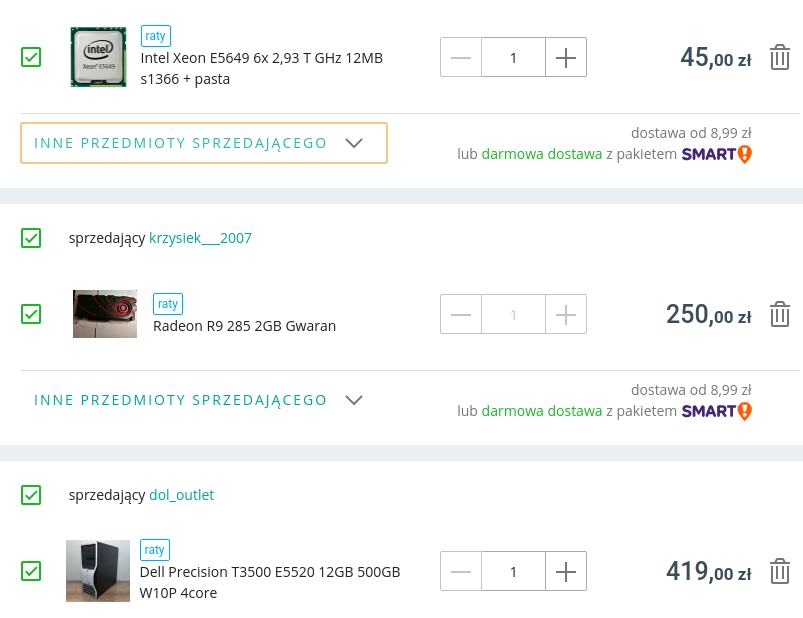 raty
intel
Xeon® E5649
Intel Xeon E5649 6x 2,93 T GHz 12MB
s1366 + pasta
1
45,00 zł
INNE PRZEDMIOTY SPRZEDAJĄCEGO
dostawa od 8,99 zł
lub darmowa dostawa z pakietem SMART!
sprzedający krzysiek___2007
raty
Radeon R9 285 2GB Gwaran
1
250,00 zł
INNE PRZEDMIOTY SPRZEDAJĄCEGO
dostawa od 8,99 zł
lub darmowa dostawa z pakietem SMART!
sprzedający dol_outlet
raty
Dell Precision T3500 E5520 12GB 500GB
W10P 4core
1
419,00 zł